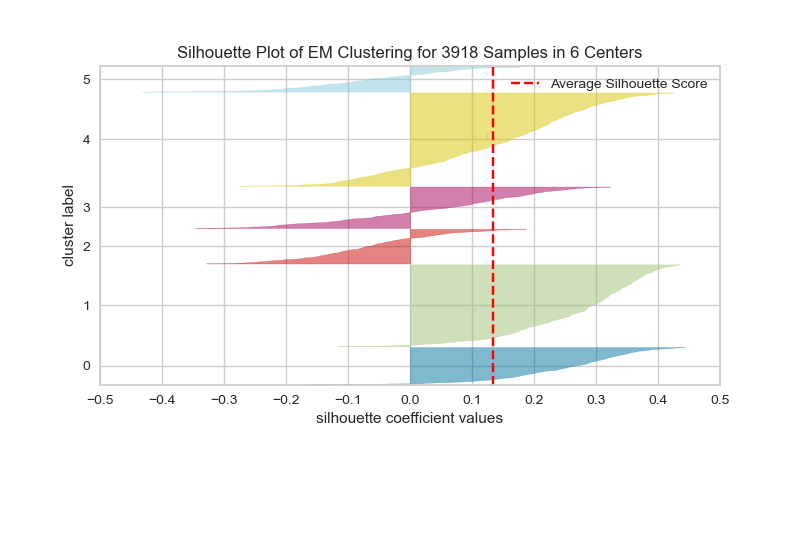 Silhouette Plot of EM Clustering for 3918 Samples in 6 Centers
Average Silhouette Score
cluster label
5
4
3
2
1
0
−0.5 −0.4 −0.3 −0.2 −0.1 0.0 0.1 0.2 0.3 0.4 0.5
silhouette coefficient values